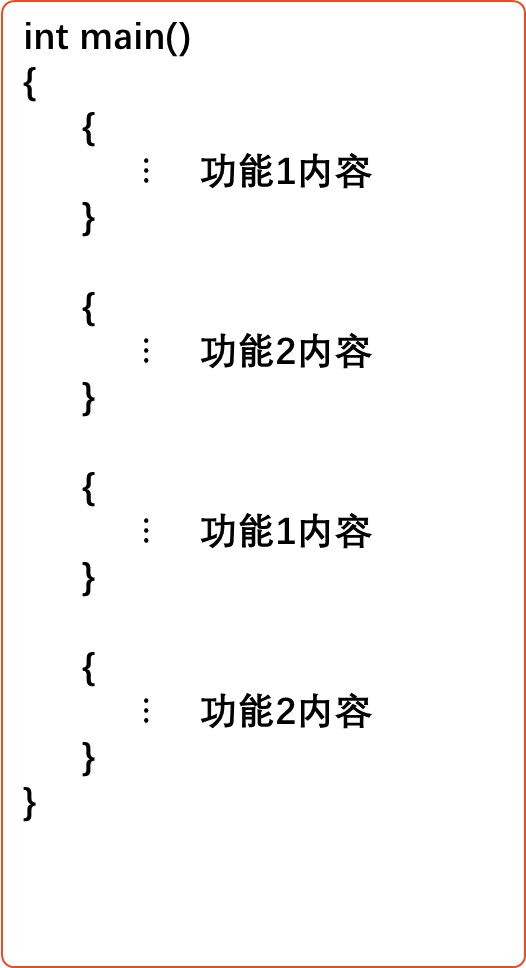 int main()
{
{
⋮ 功能1内容
}
{
⋮ 功能2内容
}
{
⋮ 功能1内容
}
{
⋮ 功能2内容
}
}